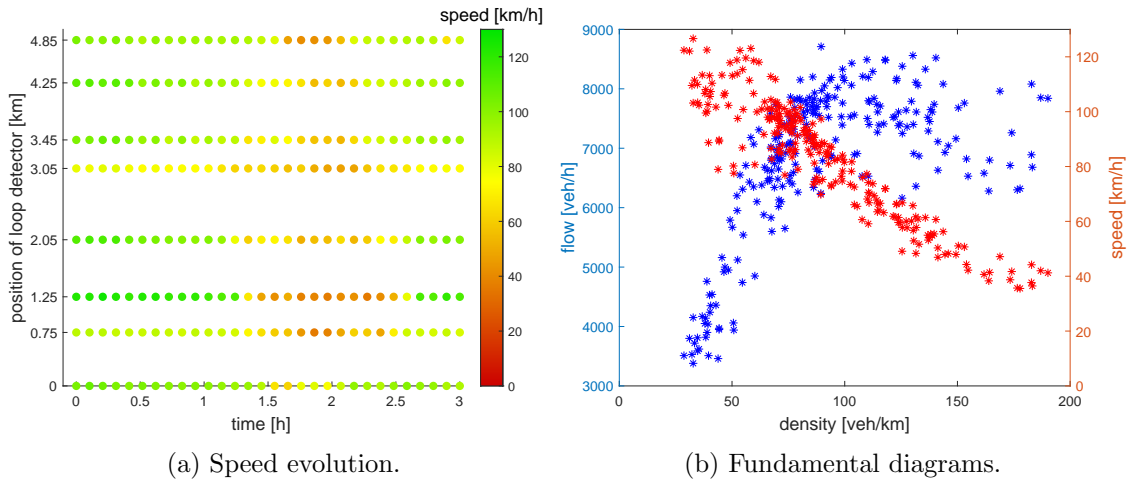 speed [km/h]
4.85
4.25
3.45
3.05
2.05
1.25
0.75
0
position of loop detector [km]
0 0.5 1 1.5 2 2.5 3
time [h]
120
100
80
60
40
20
0
(a) Speed evolution.
9000
8000
7000
6000
5000
4000
3000
flow [veh/h]
0 50 100 150 200
density [veh/km]
120
100
80
60
40
20
0
speed [km/h]
(b) Fundamental diagrams.